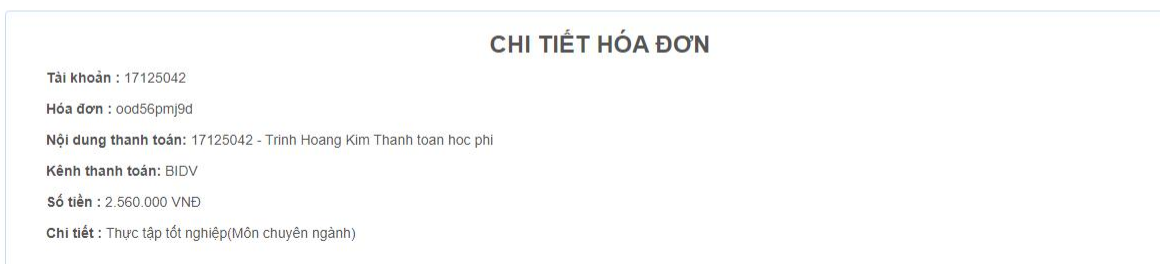 CHI TIẾT HÓA ĐƠN
Tài khoản : 17125042
Hóa đơn : ood56pmj9d
Nội dung thanh toán: 17125042 - Trinh Hoang Kim Thanh toan hoc phi
Kênh thanh toán: BIDV
Số tiền : 2.560.000 VNĐ
Chi tiết : Thực tập tốt nghiệp(Môn chuyên ngành)